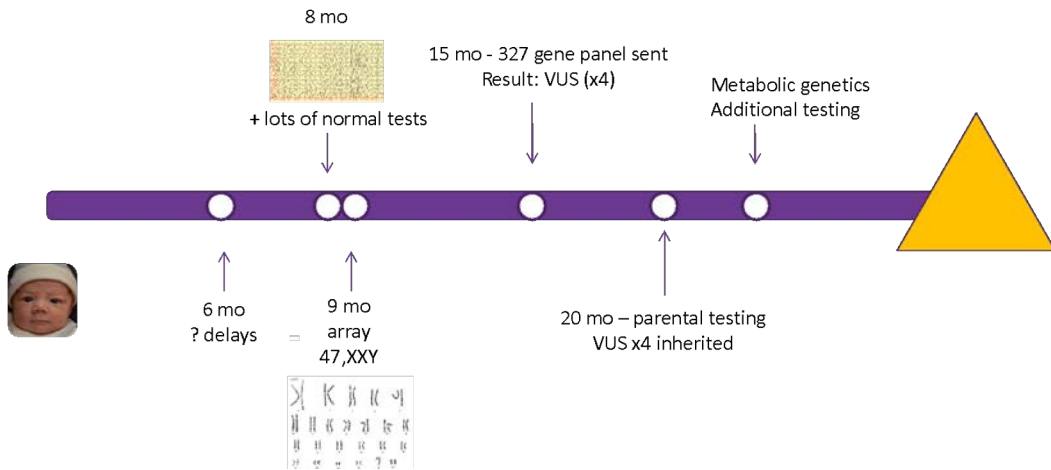 8 mo
+ lots of normal tests
15 mo - 327 gene panel sent
Result: VUS (x4)
Metabolic genetics
Additional testing
6 mo
? delays
9 mo
array
47,XXY
20 mo – parental testing
VUS x4 inherited